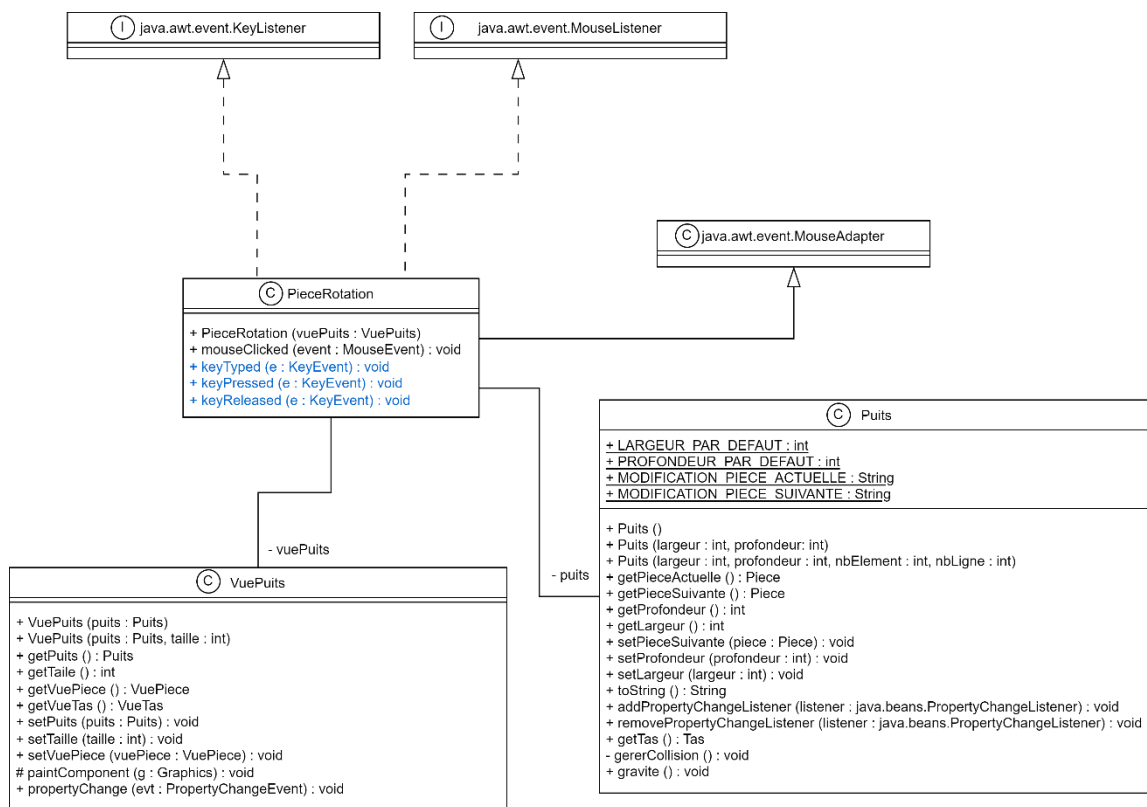 I java.awt.event.KeyListener
I java.awt.event.MouseListener
C java.awt.event.MouseAdapter
C PieceRotation
+ PieceRotation (vuePuits : VuePuits)
+ mouseClicked (event : MouseEvent) : void
+ keyTyped (e : KeyEvent) : void
+ keyPressed (e : KeyEvent) : void
+ keyReleased (e : KeyEvent) : void
- vuePuits
- puits
C VuePuits
+ VuePuits (puits : Puits)
+ VuePuits (puits : Puits, taille : int)
+ getPuits () : Puits
+ getTaile () : int
+ getVuePiece () : VuePiece
+ getVueTas () : VueTas
+ setPuits (puits : Puits) : void
+ setTaille (taille : int) : void
+ setVuePiece (vuePiece : VuePiece) : void
# paintComponent (g : Graphics) : void
+ propertyChange (evt : PropertyChangeEvent) : void
C Puits
+ LARGEUR_PAR_DEFAUT : int
+ PROFONDEUR_PAR_DEFAUT : int
+ MODIFICATION_PIECE_ACTUELLE : String
+ MODIFICATION_PIECE_SUIVANTE : String
+ Puits ()
+ Puits (largeur : int, profondeur: int)
+ Puits (largeur : int, profondeur : int, nbElement : int, nbLigne : int)
+ getPieceActuelle () : Piece
+ getPieceSuivante () : Piece
+ getProfondeur () : int
+ getLargeur () : int
+ setPieceSuivante (piece : Piece) : void
+ setProfondeur (profondeur : int) : void
+ setLargeur (largeur : int) : void
+ toString () : String
+ addPropertyChangeListener (listener : java.beans.PropertyChangeListener) : void
+ removePropertyChangeListener (listener : java.beans.PropertyChangeListener) : void
+ getTas () : Tas
- gererCollision () : void
+ gravite () : void